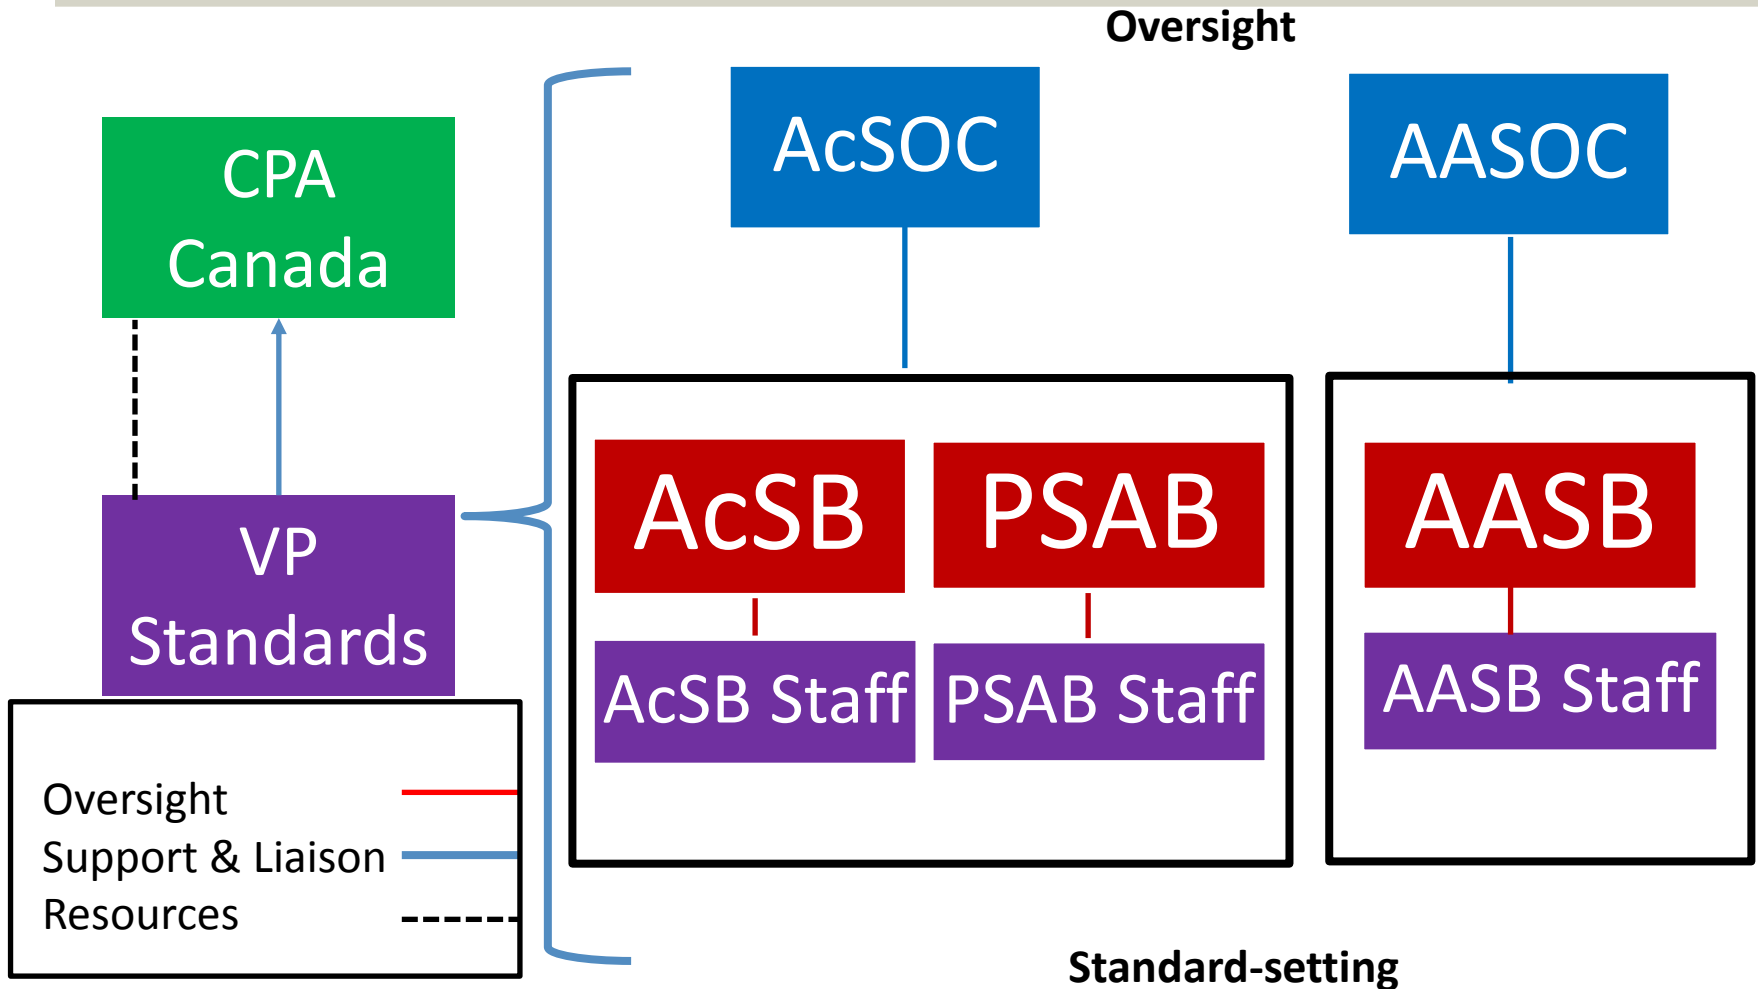 Oversight
CPA
Canada
AcSOC
AASOC
VP
Standards
AcSB
PSAB
AASB
AcSB Staff
PSAB Staff
AASB Staff
Oversight
Support & Liaison
Resources
Standard-setting